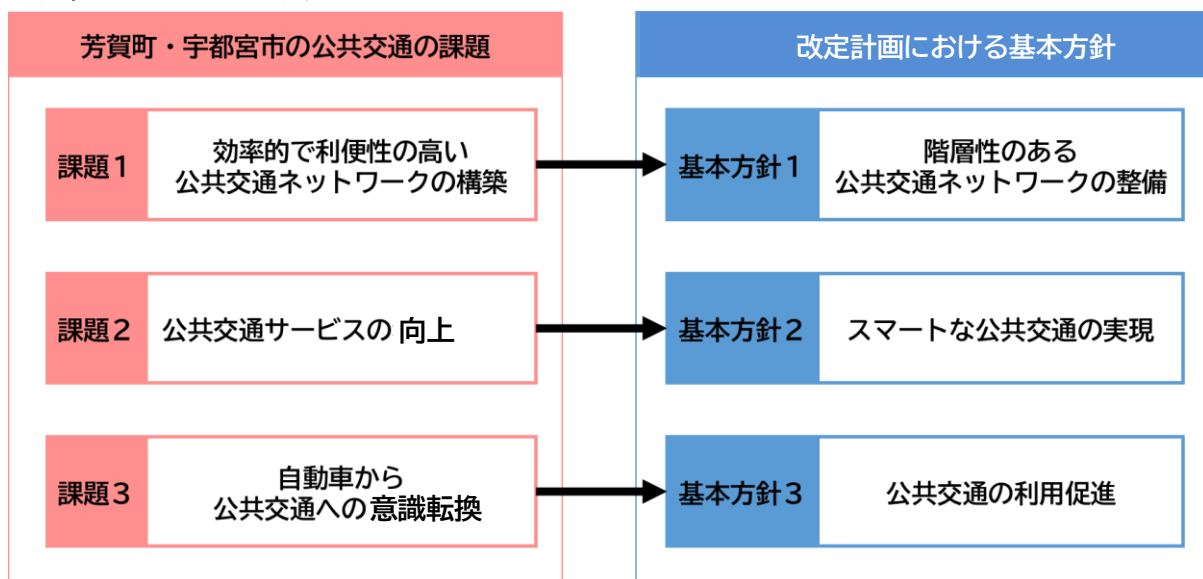 芳賀町・宇都宮市の公共交通の課題
改定計画における基本方針
課題1
効率的で利便性の高い
公共交通ネットワークの構築
基本方針1
階層性のある
公共交通ネットワークの整備
課題2
公共交通サービスの 向上
基本方針2
スマートな公共交通の実現
課題3
自動車から
公共交通への 意識転換
基本方針3
公共交通の利用促進